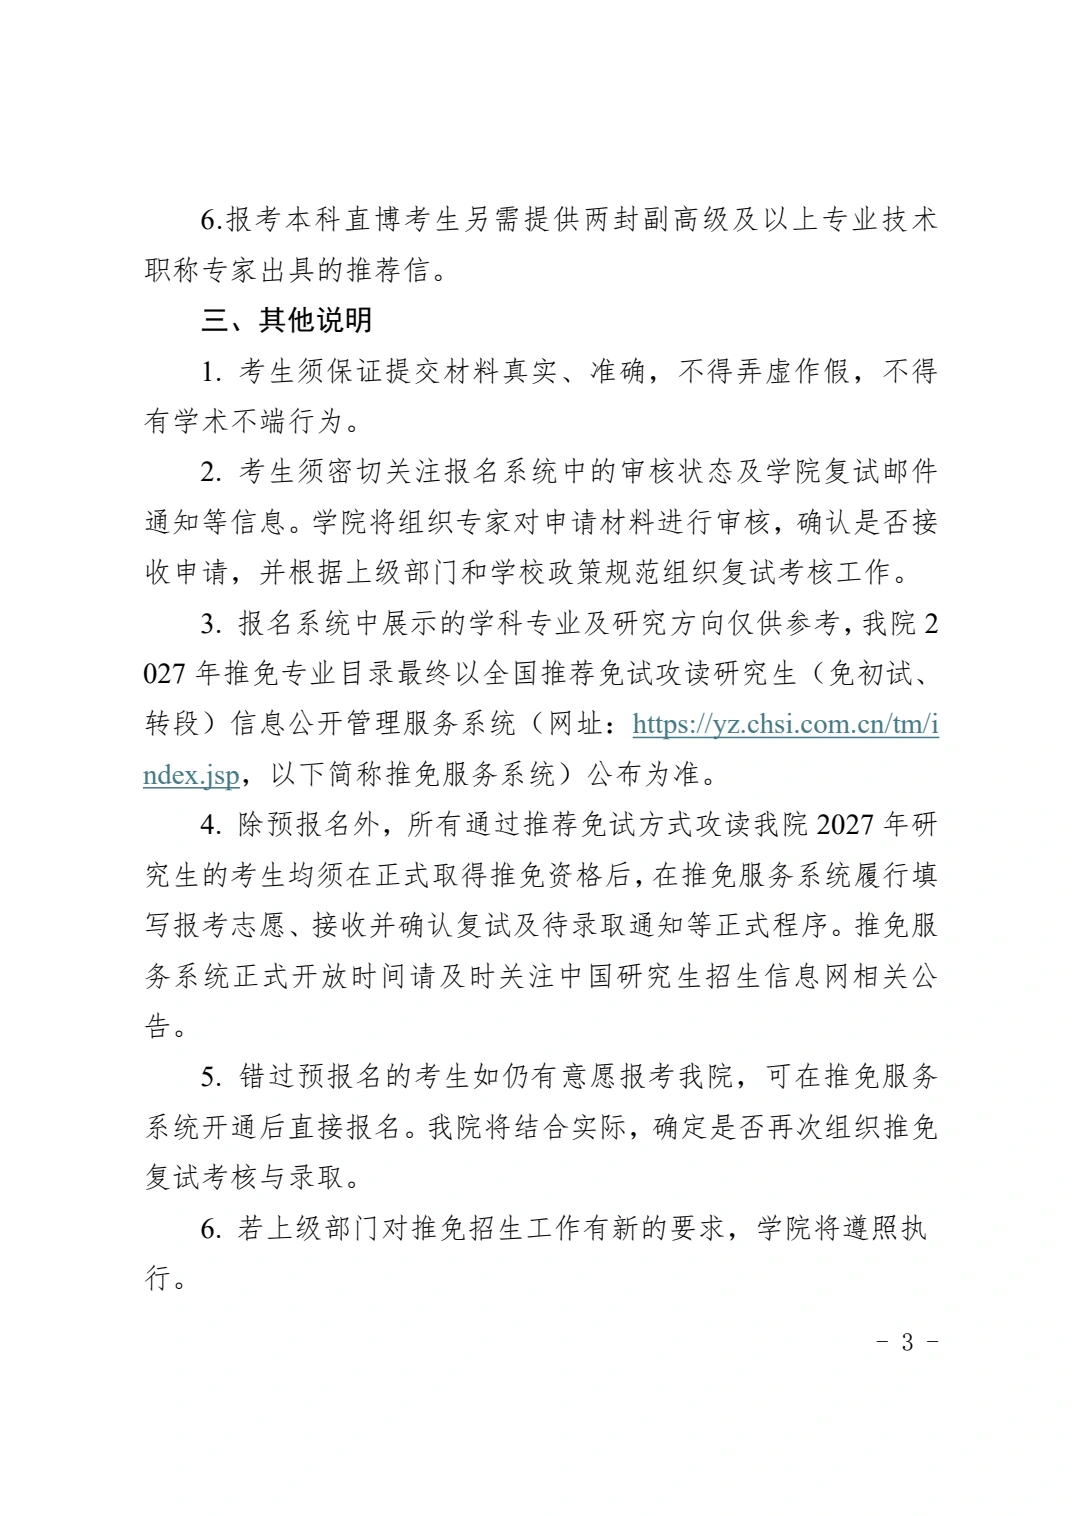 6.报考本科直博考生另需提供两封副高级及以上专业技术
职称专家出具的推荐信。
三、其他说明
1. 考生须保证提交材料真实、准确，不得弄虚作假，不得
有学术不端行为。
2. 考生须密切关注报名系统中的审核状态及学院复试邮件
通知等信息。学院将组织专家对申请材料进行审核，确认是否接
收申请，并根据上级部门和学校政策规范组织复试考核工作。
3. 报名系统中展示的学科专业及研究方向仅供参考，我院 2
027 年推免专业目录最终以全国推荐免试攻读研究生（免初试、
转段）信息公开管理服务系统（网址：https://yz.chsi.com.cn/tm/i
ndex.jsp，以下简称推免服务系统）公布为准。
4. 除预报名外，所有通过推荐免试方式攻读我院 2027 年研
究生的考生均须在正式取得推免资格后，在推免服务系统履行填
写报考志愿、接收并确认复试及待录取通知等正式程序。推免服
务系统正式开放时间请及时关注中国研究生招生信息网相关公
告。
5. 错过预报名的考生如仍有意愿报考我院，可在推免服务
系统开通后直接报名。我院将结合实际，确定是否再次组织推免
复试考核与录取。
6. 若上级部门对推免招生工作有新的要求，学院将遵照执
行。
- 3 -